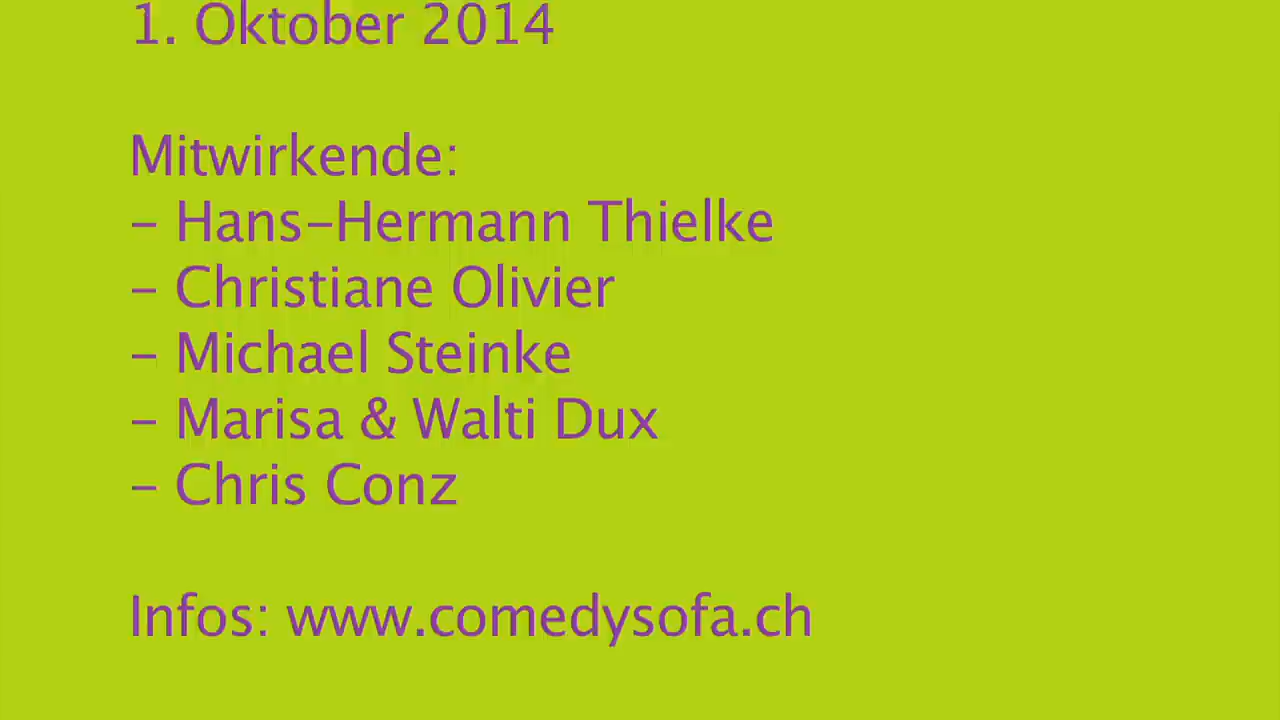 1. Oktober 2014
Mitwirkende:
- Hans-Hermann Thielke
- Christiane Olivier
- Michael Steinke
- Marisa & Walti Dux
- Chris Conz
Infos: www.comedysofa.ch